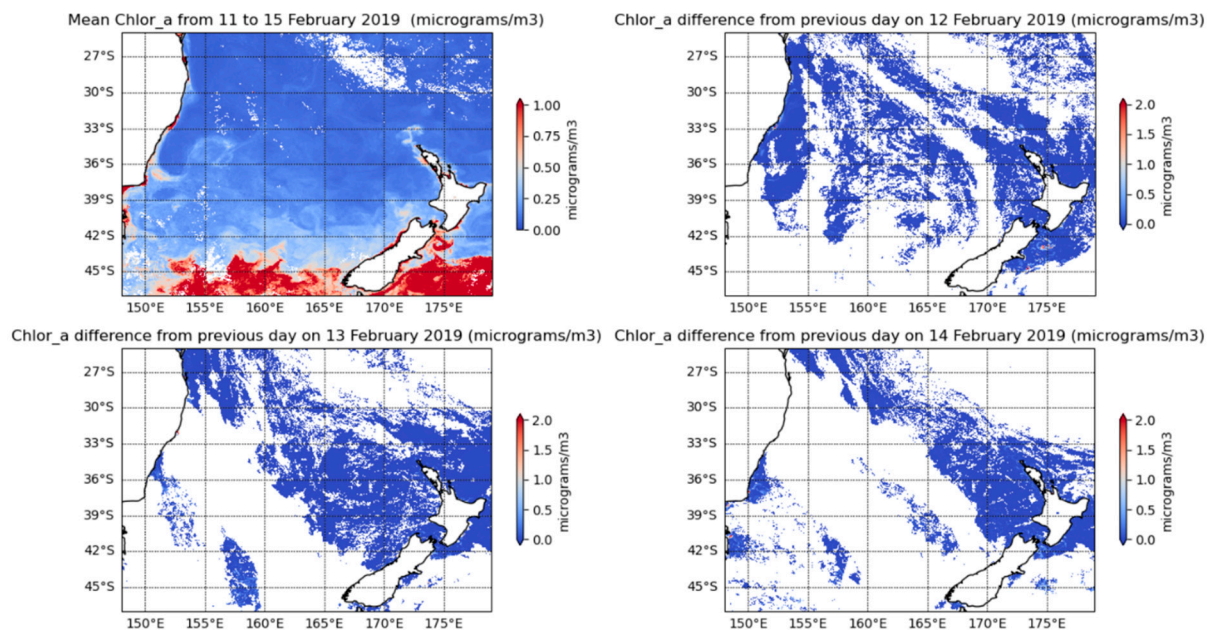 Mean Chlor_a from 11 to 15 February 2019 (micrograms/m3)
27°S
30°S
33°S
36°S
39°S
42°S
45°S
150°E 155°E 160°E 165°E 170°E 175°E
1.00
0.75
0.50
0.25
0.00
micrograms/m3
Chlor_a difference from previous day on 12 February 2019 (micrograms/m3)
27°S
30°S
33°S
36°S
39°S
42°S
45°S
150°E 155°E 160°E 165°E 170°E 175°E
2.0
1.5
1.0
0.5
0.0
micrograms/m3
Chlor_a difference from previous day on 13 February 2019 (micrograms/m3)
27°S
30°S
33°S
36°S
39°S
42°S
45°S
150°E 155°E 160°E 165°E 170°E 175°E
2.0
1.5
1.0
0.5
0.0
micrograms/m3
Chlor_a difference from previous day on 14 February 2019 (micrograms/m3)
27°S
30°S
33°S
36°S
39°S
42°S
45°S
150°E 155°E 160°E 165°E 170°E 175°E
2.0
1.5
1.0
0.5
0.0
micrograms/m3